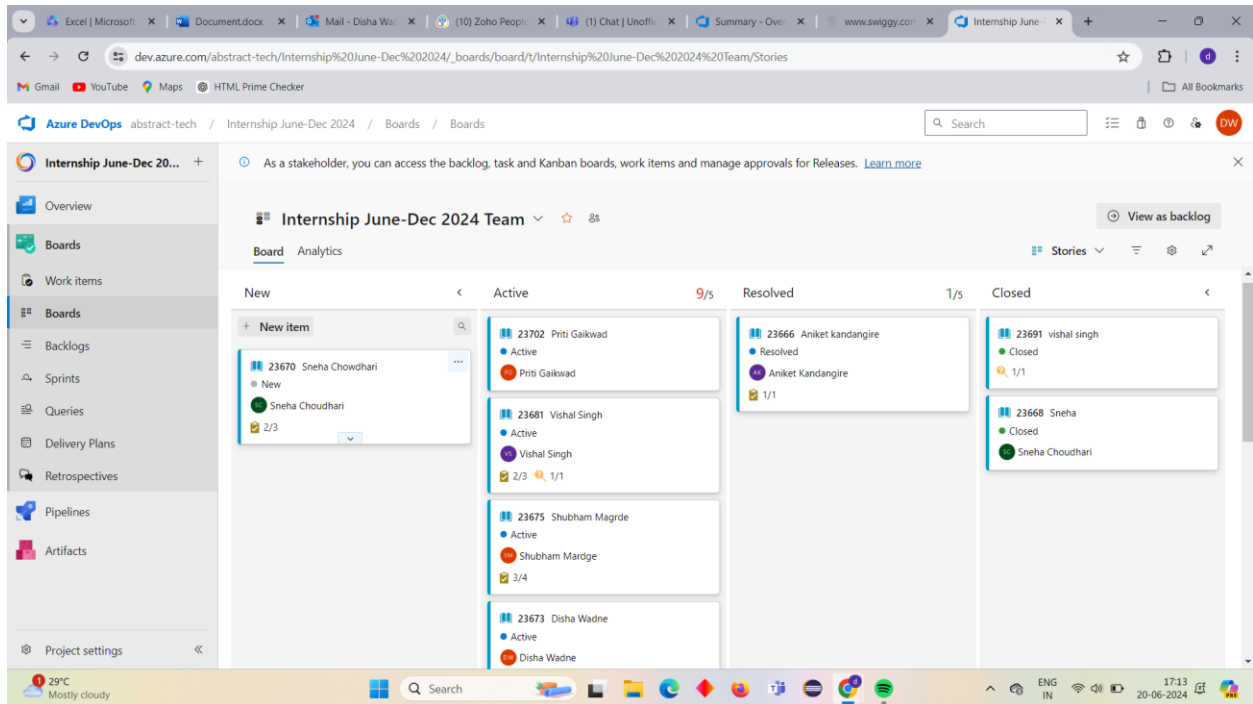 Excel | Microsoft
Document.docx
Mail - Disha Wad
(10) Zoho People
(1) Chat | Unoffic
Summary - Over
www.swiggy.com
Internship June-
dev.azure.com/abstract-tech/Internship%20June-Dec%202024/_boards/board/t/Internship%20June-Dec%202024%20Team/Stories
d
Gmail
YouTube
Maps
HTML Prime Checker
All Bookmarks
Azure DevOps abstract-tech / Internship June-Dec 2024 / Boards / Boards
Search
DW
Internship June-Dec 20... +
As a stakeholder, you can access the backlog, task and Kanban boards, work items and manage approvals for Releases. Learn more
Overview
Boards
Work items
Boards
Backlogs
Sprints
Queries
Delivery Plans
Retrospectives
Pipelines
Artifacts
Project settings
Internship June-Dec 2024 Team
View as backlog
Board
Analytics
Stories
New
+ New item
23670 Sneha Chowdhari
New
SC Sneha Choudhari
2/3
Active 9/5
23702 Priti Gaikwad
Active
PG Priti Gaikwad
23681 Vishal Singh
Active
VS Vishal Singh
2/3 1/1
23675 Shubham Magrde
Active
SM Shubham Mardge
3/4
23673 Disha Wadne
Active
DW Disha Wadne
Resolved 1/5
23666 Aniket kandangire
Resolved
AK Aniket Kandangire
1/1
Closed
23691 vishal singh
Closed
1/1
23668 Sneha
Closed
SC Sneha Choudhari
1
29°C
Mostly cloudy
Search
ENG
IN
17:13
20-06-2024
PRE